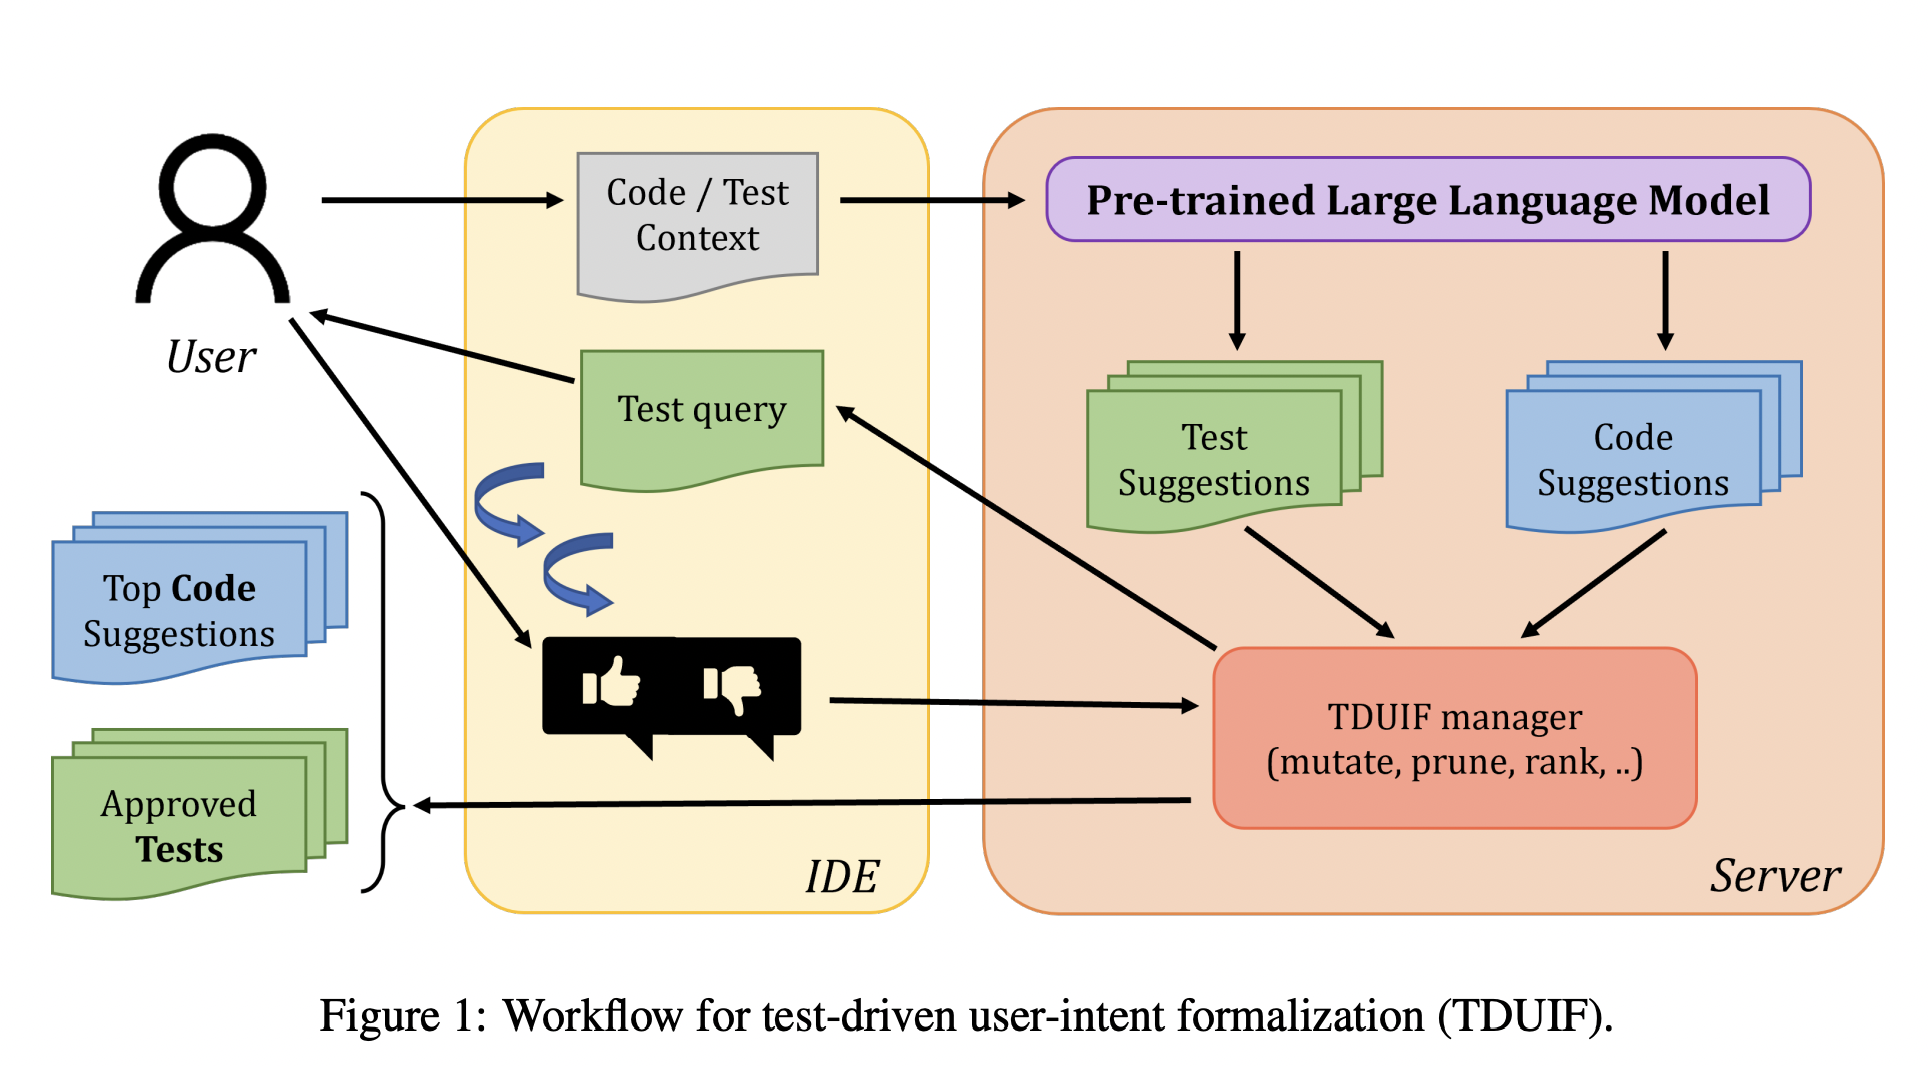 User
Code / Test
Context
Test query
IDE
Pre-trained Large Language Model
Test
Suggestions
Code
Suggestions
TDUIF manager
(mutate, prune, rank, ..)
Server
Top Code
Suggestions
Approved
Tests
Figure 1: Workflow for test-driven user-intent formalization (TDUIF).